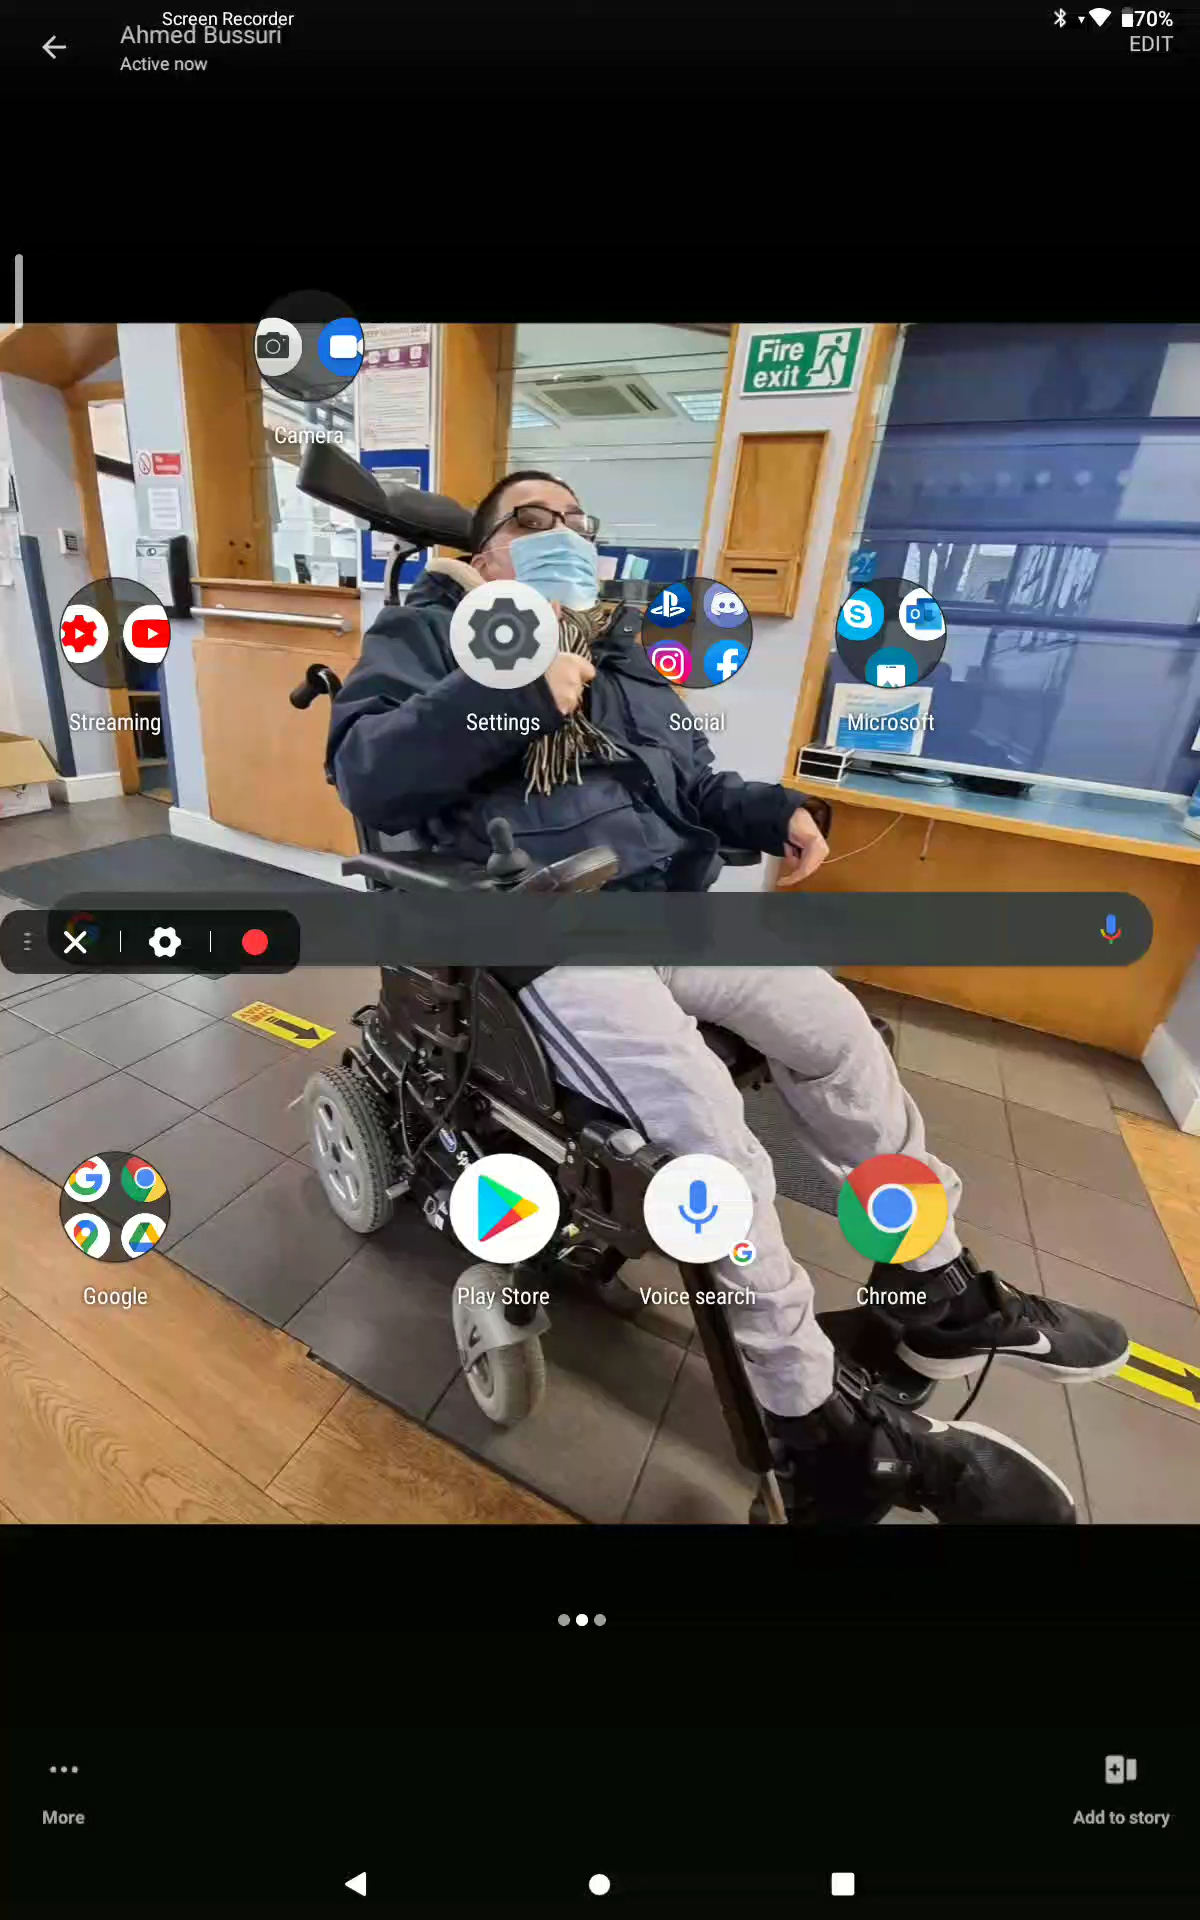 Screen Recorder
70%
Ahmed Bussuri
EDIT
Active now
Fire
exit
Camera
Streaming
Settings
Social
Microsoft
Google
Play Store
Voice search
Chrome
More
Add to story